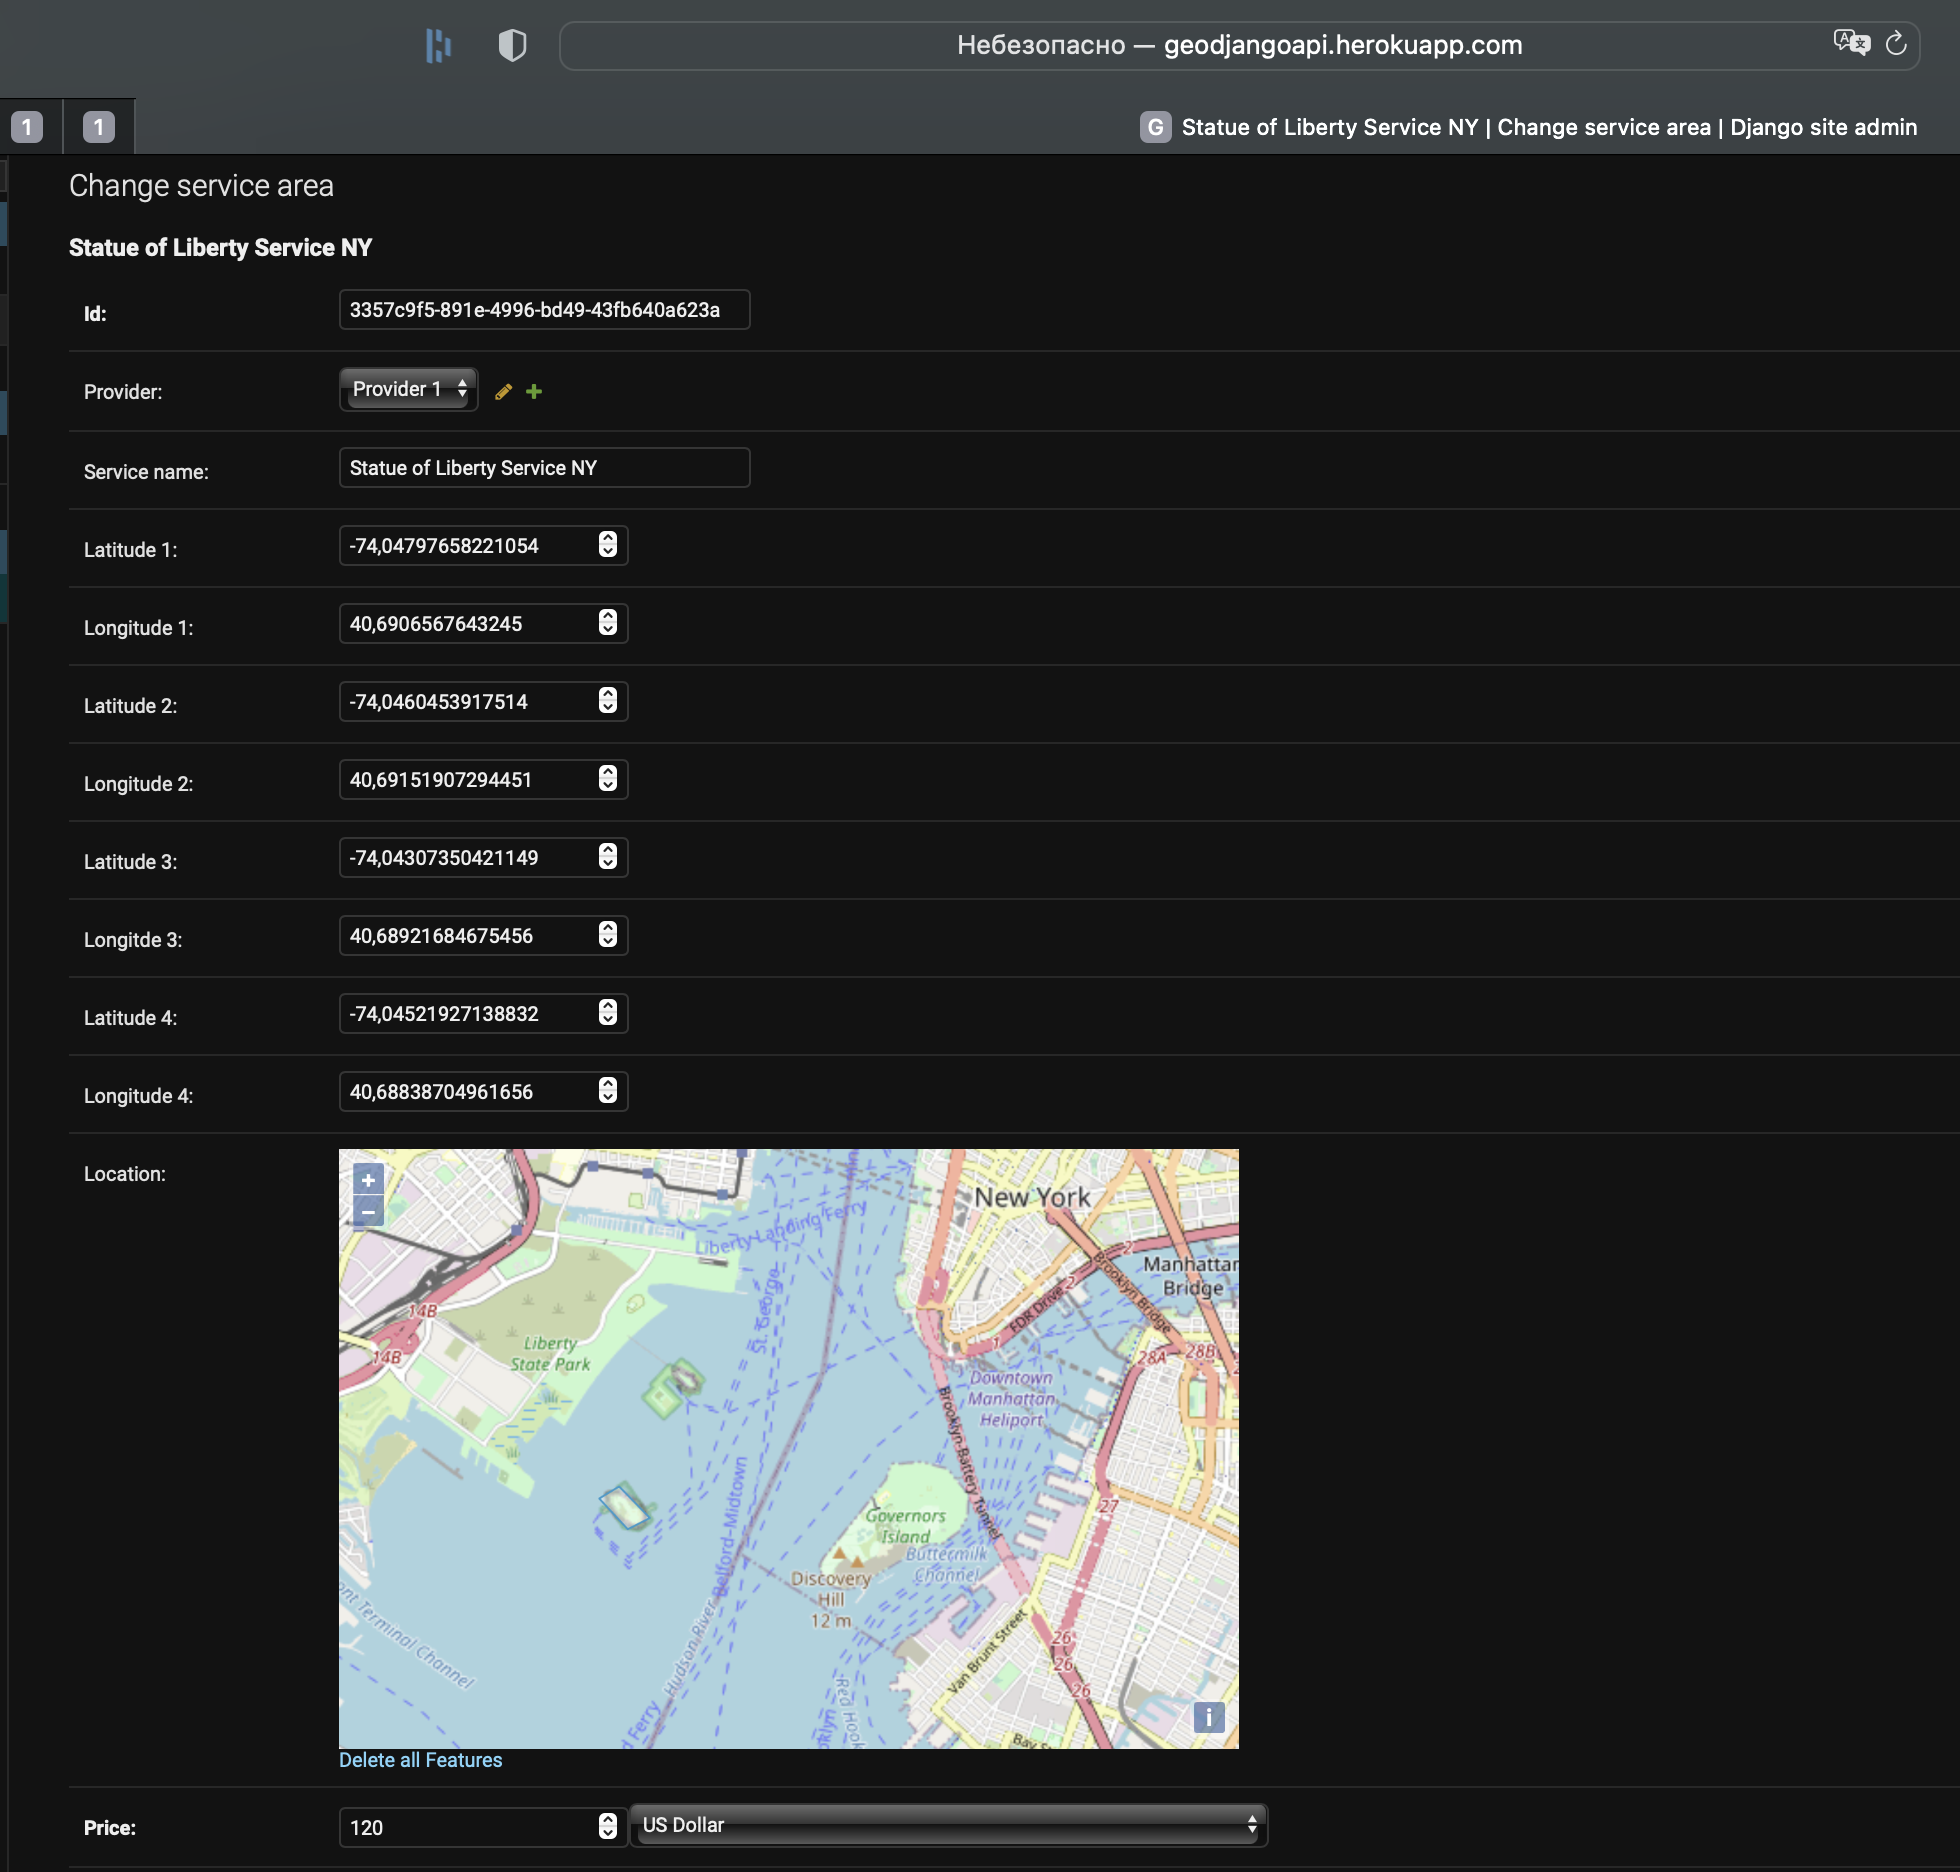 Небезопасно — geodjangoapi.herokuapp.com
1
1
G Statue of Liberty Service NY | Change service area | Django site admin
Change service area
Statue of Liberty Service NY
Id: 3357c9f5-891e-4996-bd49-43fb640a623a
Provider: Provider 1
Service name: Statue of Liberty Service NY
Latitude 1: -74,04797658221054
Longitude 1: 40,6906567643245
Latitude 2: -74,0460453917514
Longitude 2: 40,69151907294451
Latitude 3: -74,04307350421149
Longitde 3: 40,68921684675456
Latitude 4: -74,04521927138832
Longitude 4: 40,68838704961656
Location:
+
−
New York
Liberty Landing Ferry
Manhattan
Bridge
Brooklyn Bridge
2
2
FDR Drive
1
St. George
14B
14B
Liberty
State Park
28A
28B
Downtown
Manhattan
Heliport
Brooklyn-Battery Tunnel
Belford-Midtown
Governors
Island
27
Buttermilk
Channel
Discovery
Hill
12 m
Terminal Channel
Hudson River
Van Brunt Street
26
26
26
Ferry
Red Hook
Bay
i
Delete all Features
Price: 120 US Dollar